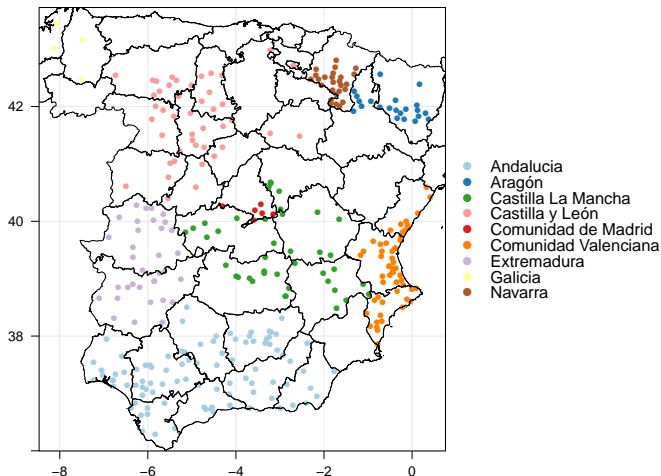 42
40
38
−8
−6
−4
−2
0
Andalucia
Aragón
Castilla La Mancha
Castilla y León
Comunidad de Madrid
Comunidad Valenciana
Extremadura
Galicia
Navarra